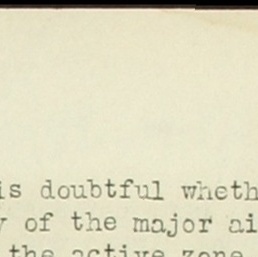 is doubtful wheth
y of the major ai
the active zone